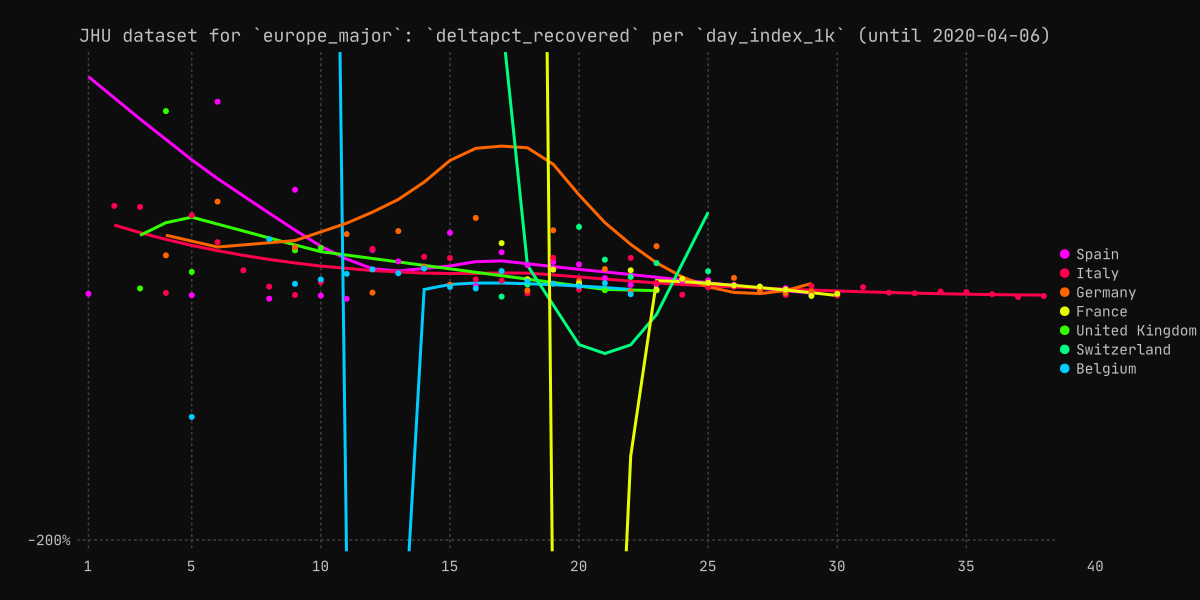 JHU dataset for `europe_major`: `deltapct_recovered` per `day_index_1k` (until 2020-04-06)
Spain
Italy
Germany
France
United Kingdom
Switzerland
Belgium
-200%
1 5 10 15 20 25 30 35 40